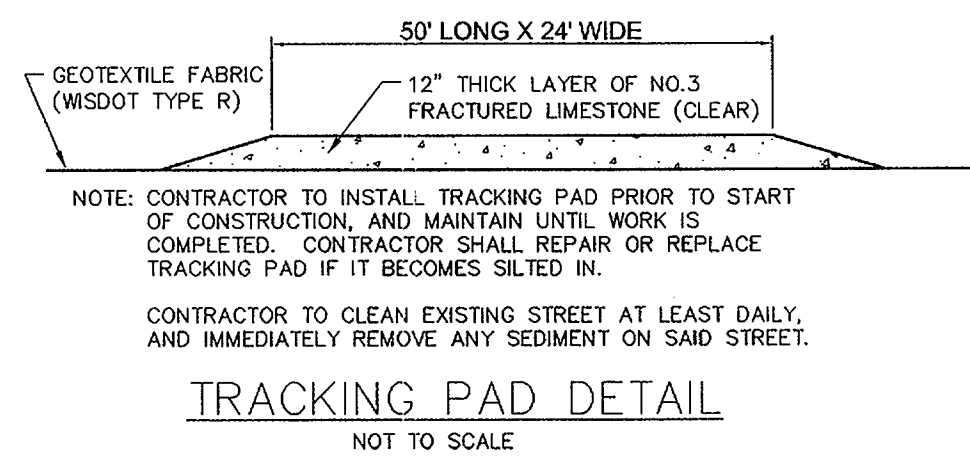 50' LONG X 24' WIDE
GEOTEXTILE FABRIC
(WISDOT TYPE R)
12" THICK LAYER OF NO.3
FRACTURED LIMESTONE (CLEAR)
NOTE: CONTRACTOR TO INSTALL TRACKING PAD PRIOR TO START
OF CONSTRUCTION, AND MAINTAIN UNTIL WORK IS
COMPLETED. CONTRACTOR SHALL REPAIR OR REPLACE
TRACKING PAD IF IT BECOMES SILTED IN.
CONTRACTOR TO CLEAN EXISTING STREET AT LEAST DAILY,
AND IMMEDIATELY REMOVE ANY SEDIMENT ON SAID STREET.
TRACKING PAD DETAIL
NOT TO SCALE